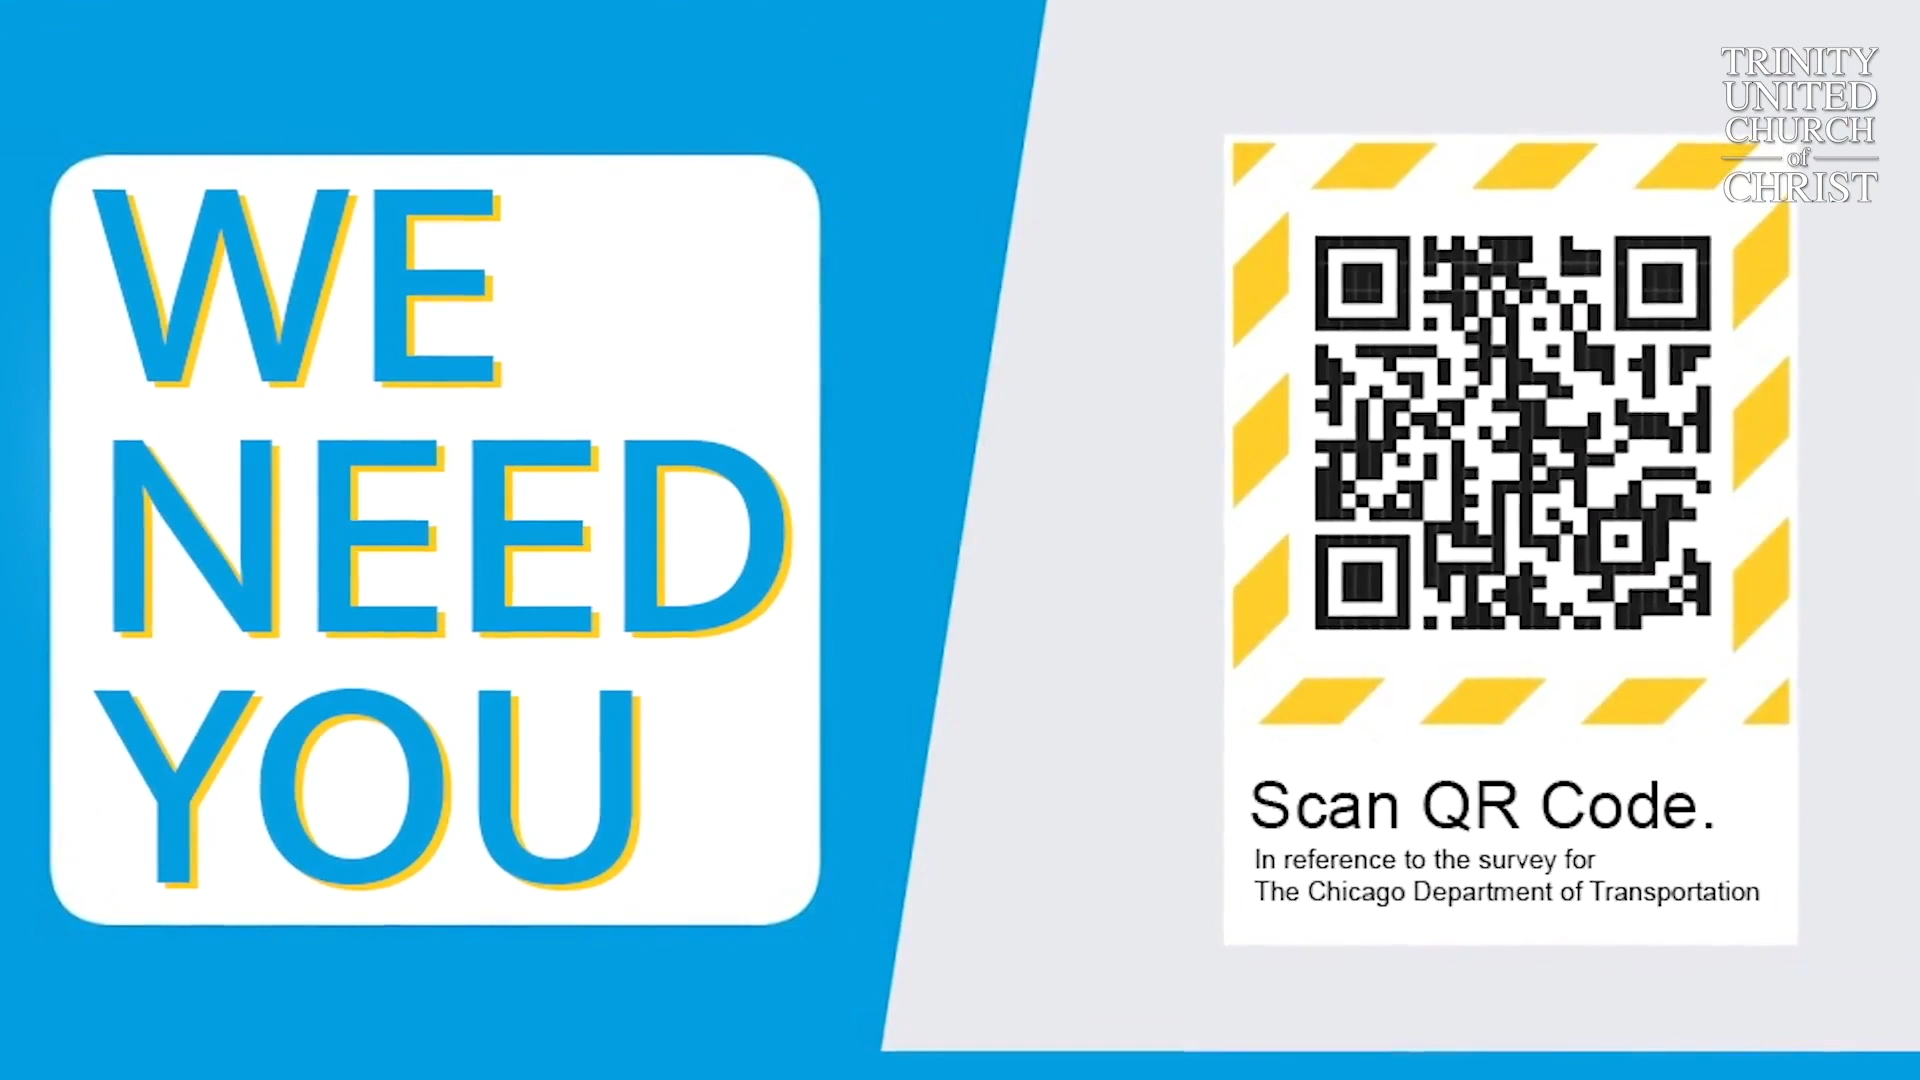 WE
NEED
YOU
TRINITY
UNITED
CHURCH
of
CHRIST
Scan QR Code.
In reference to the survey for
The Chicago Department of Transportation